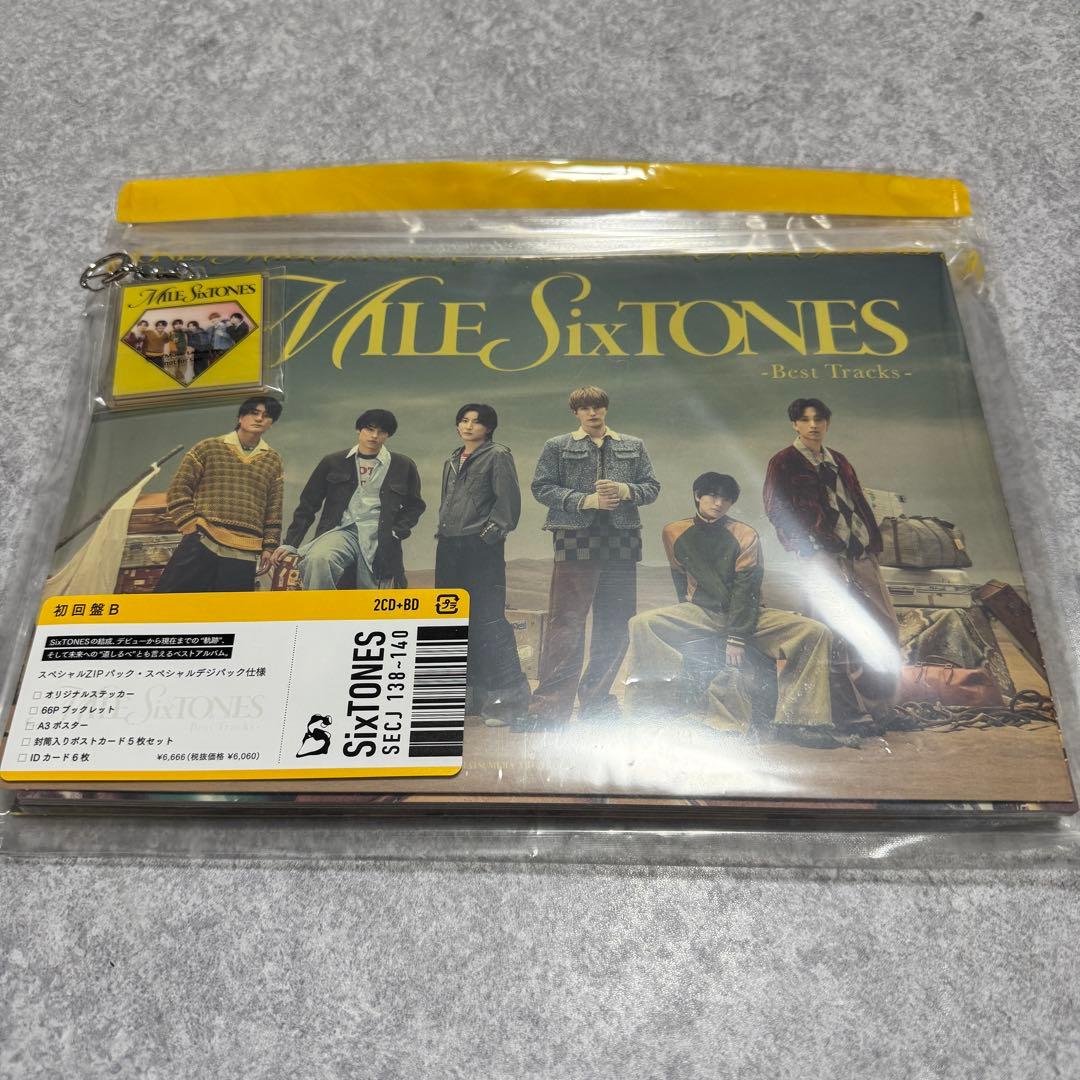 MILE SixTONES
-Best Tracks-
MILE SixTONES
初回盤B
2CD+BD
プラ
SixTONESの結成、デビューから現在までの“軌跡”、
そして未来への“道しるべ”とも言えるベストアルバム。
スペシャルZIPパック・スペシャルデジパック仕様
□ オリジナルステッカー
□ 66P ブックレット
□ A3 ポスター
□ 封筒入りポストカード5枚セット
□ IDカード6枚
¥6,666(税抜価格 ¥6,060)
SixTONES
SECJ 138~140